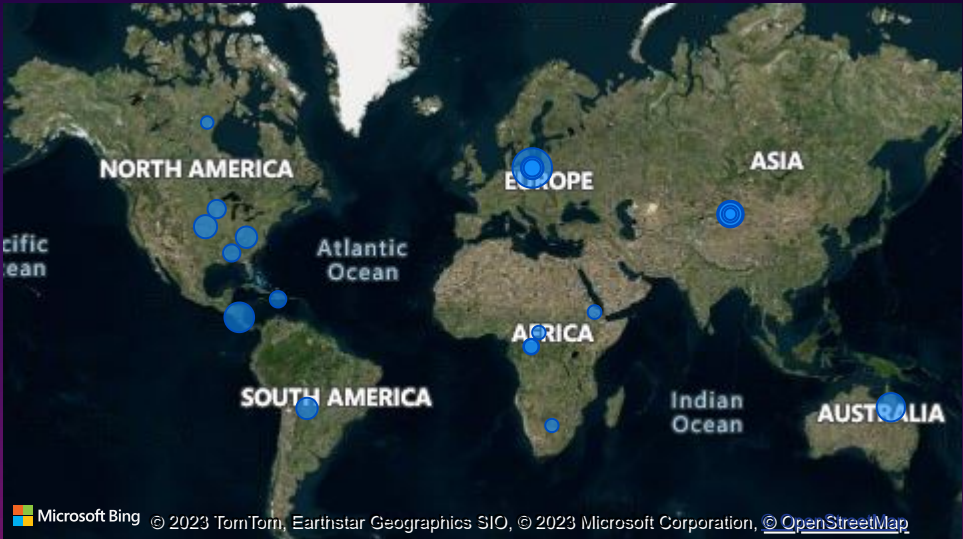 NORTH AMERICA
ASIA
EUROPE
cific
ean
Atlantic
Ocean
AFRICA
SOUTH AMERICA
Indian
Ocean
AUSTRALIA
Microsoft Bing
© 2023 TomTom, Earthstar Geographics SIO, © 2023 Microsoft Corporation, © OpenStreetMap